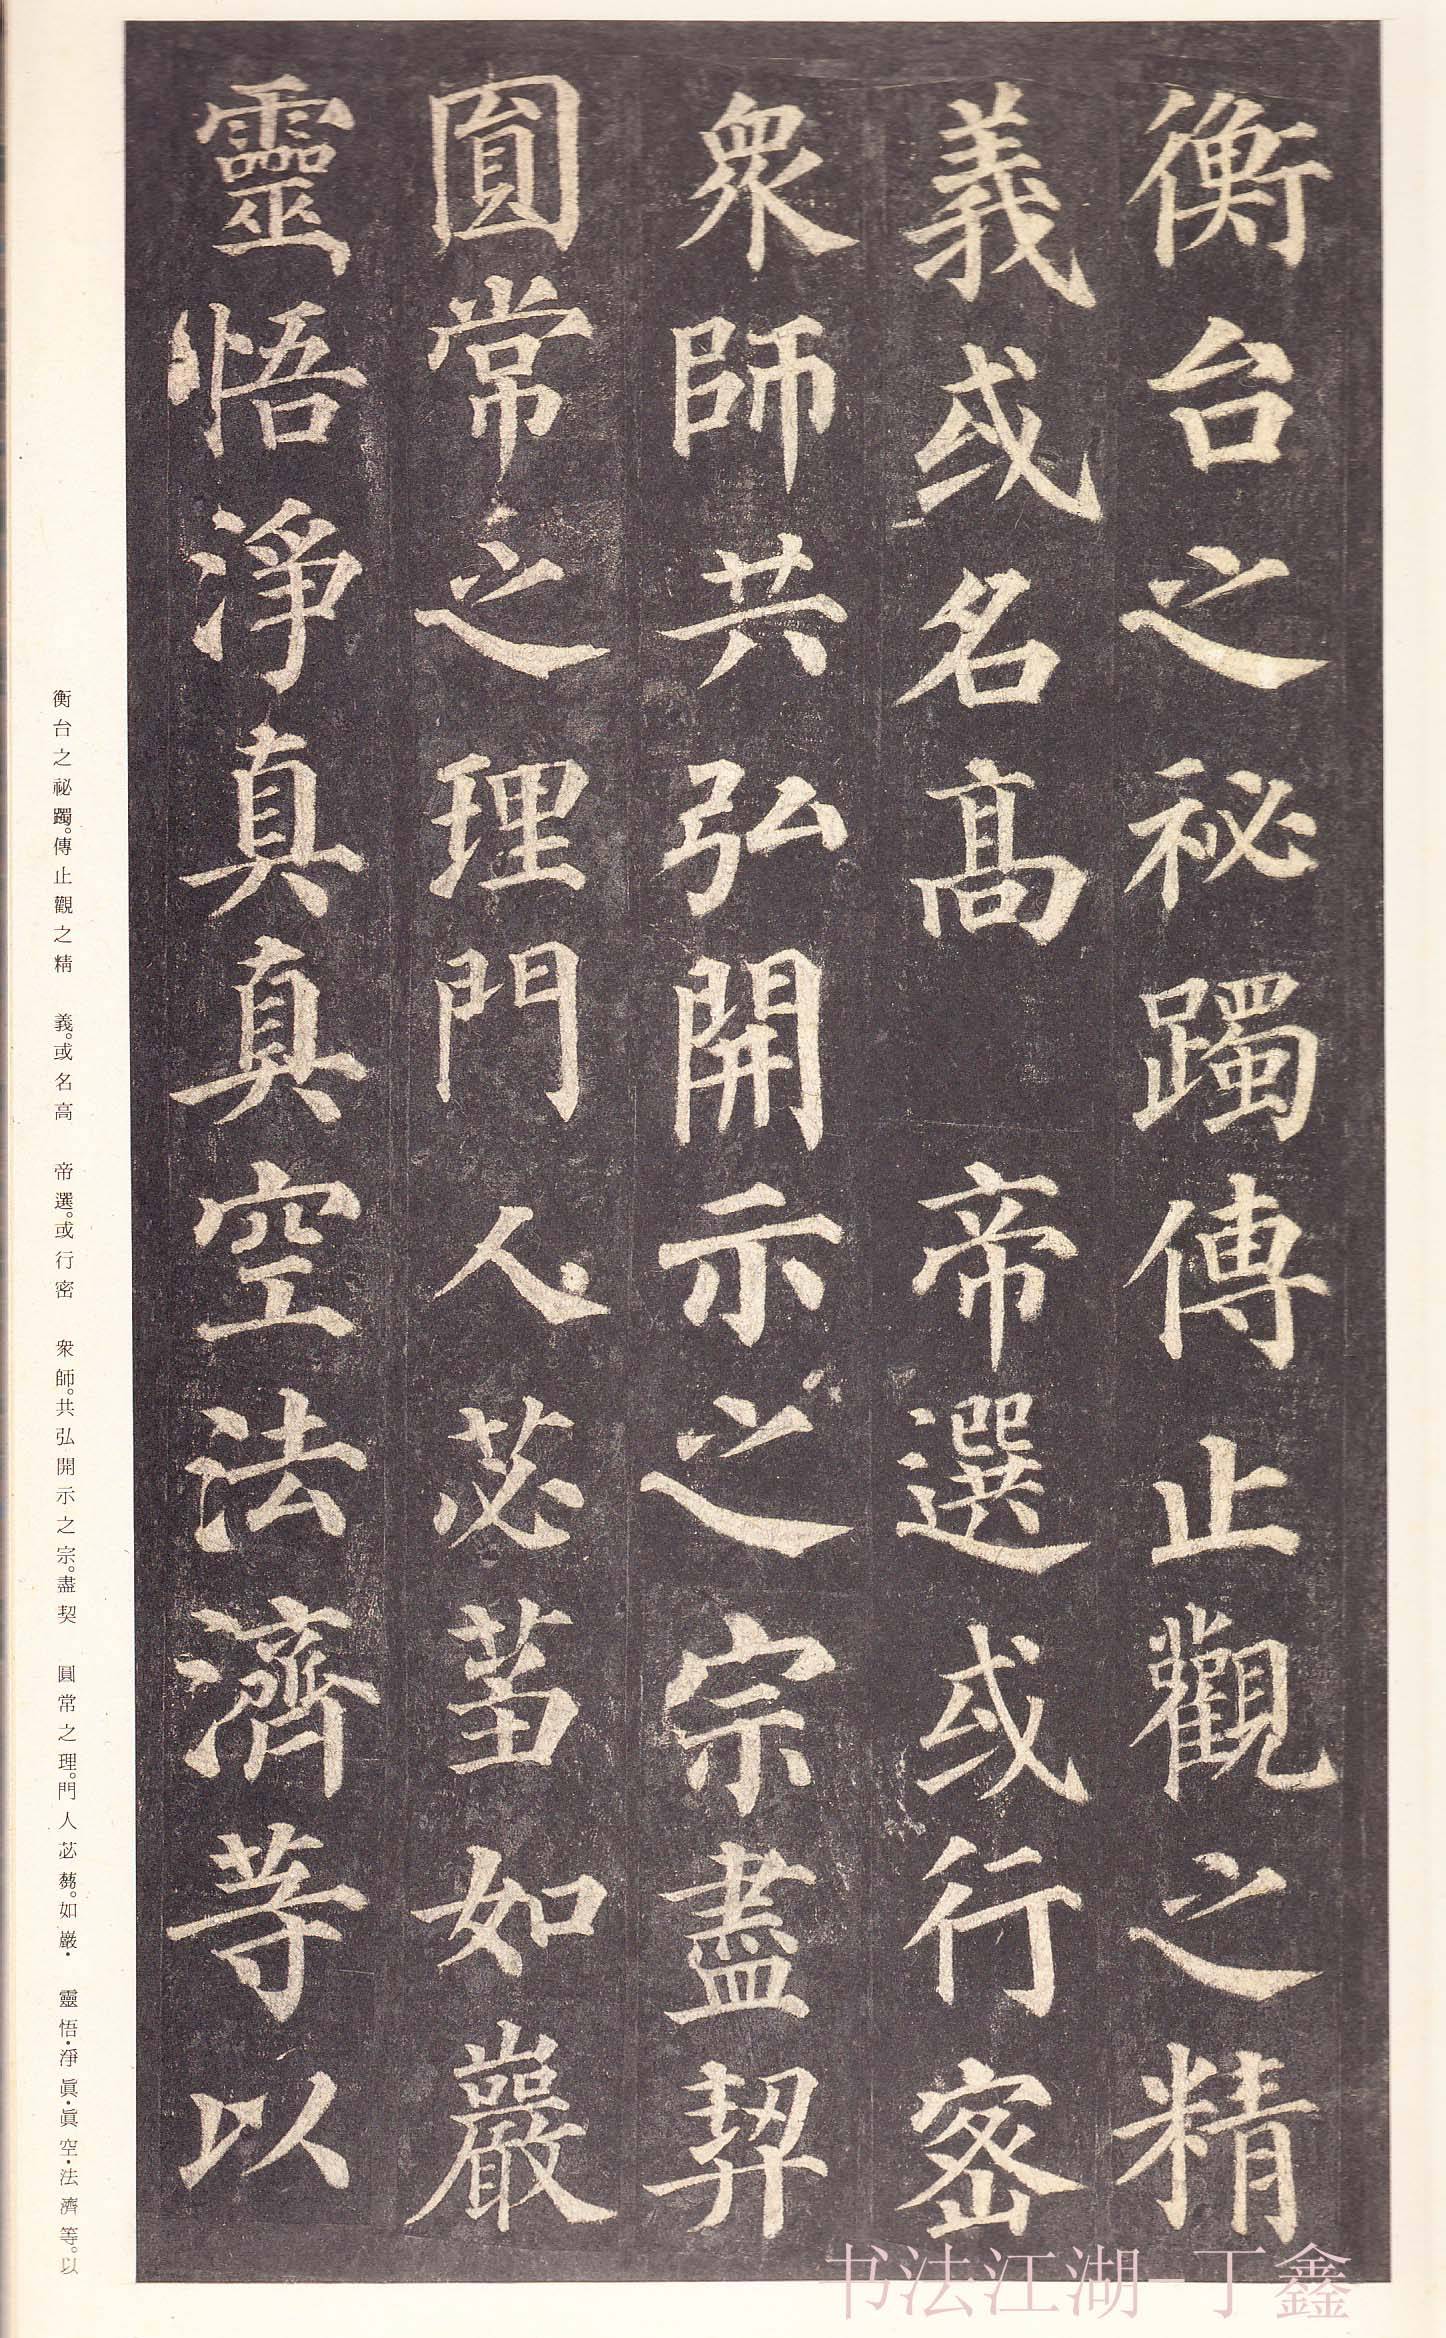 衡台之祕躅傳止觀之精
義或名高 帝選或行密
衆師共弘開示之宗盡契
圓常之理門人苾蒭如巖
靈悟淨真真空法濟等以
衡台之祕躅。傳止觀之精 義。或名高 帝選。或行密 衆師。共弘開示之宗。盡契 圓常之理。門人苾蒭。如巖・ 靈悟・淨眞・眞空・法濟等。以
书法江湖-丁鑫